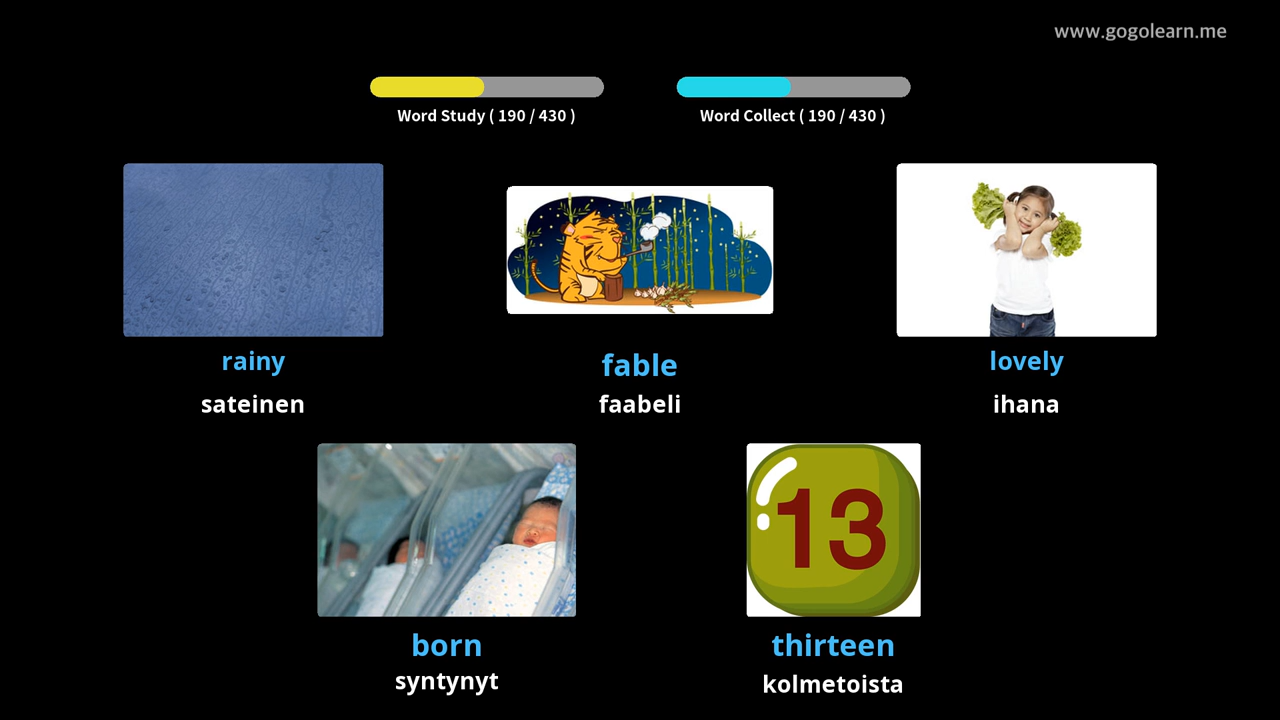 www.gogolearn.me
Word Study ( 190 / 430 )
Word Collect ( 190 / 430 )
rainy
sateinen
fable
faabeli
lovely
ihana
born
syntynyt
13
thirteen
kolmetoista